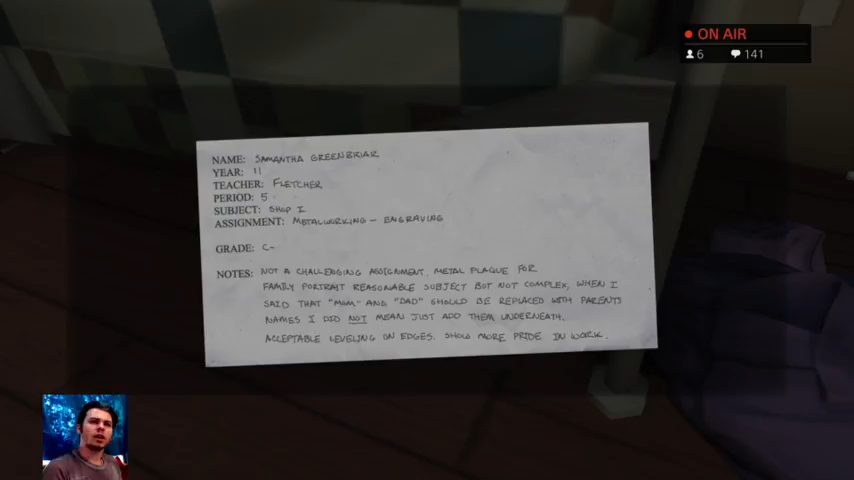 ON AIR
6 141
NAME: SAMANTHA GREENBRIAR
YEAR: 11
TEACHER: FLETCHER
PERIOD: 5
SUBJECT: SHOP I
ASSIGNMENT: METALWORKING - ENGRAVING
GRADE: C-
NOTES: NOT A CHALLENGING ASSIGNMENT. METAL PLAQUE FOR
FAMILY PORTRAIT REASONABLE SUBJECT BUT NOT COMPLEX. WHEN I
SAID THAT "MOM" AND "DAD" SHOULD BE REPLACED WITH PARENTS
NAMES I DID NOT MEAN JUST ADD THEM UNDERNEATH.
ACCEPTABLE LEVELING ON EDGES. SHOW MORE PRIDE IN WORK.